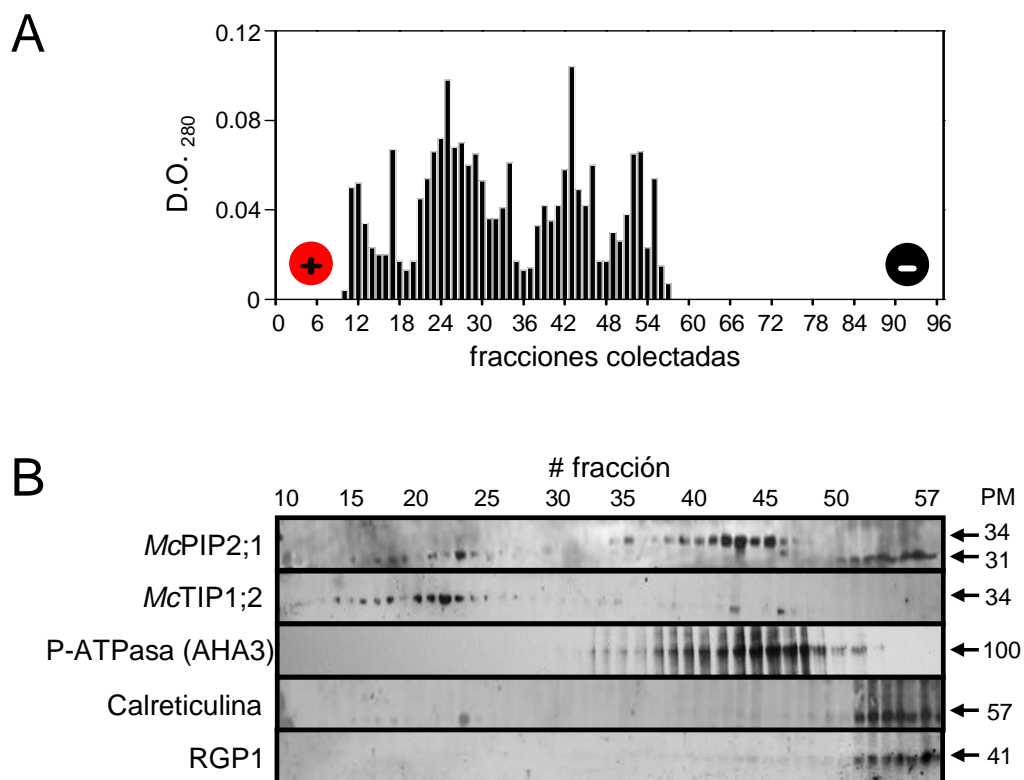 A
0.12
0.08
0.04
0
D.O. 280
+
-
0 6 12 18 24 30 36 42 48 54 60 66 72 78 84 90 96
fracciones colectadas
B
# fracción
10 15 20 25 30 35 40 45 50 57 PM
McPIP2;1
34
31
McTIP1;2
34
P-ATPasa (AHA3)
100
Calreticulina
57
RGP1
41